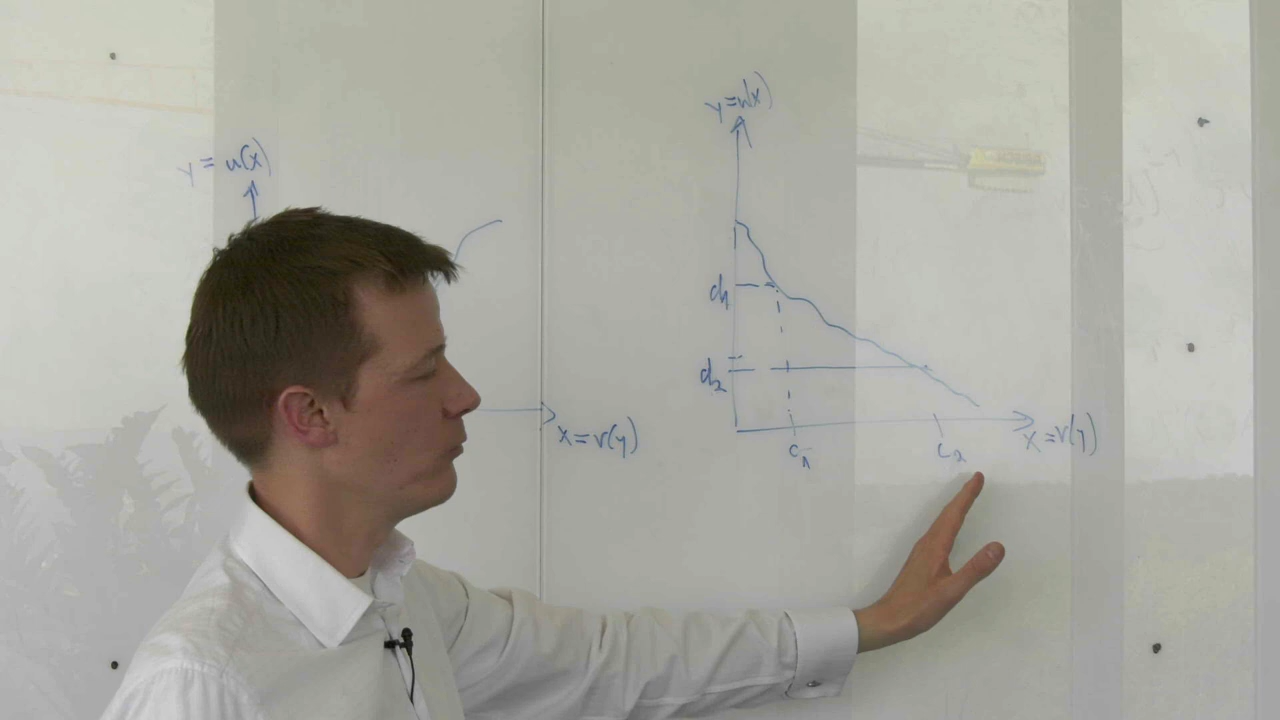 y = u(x)
x = v(y)
y = u(x)
d1
d2
c1
c2
x = v(y)